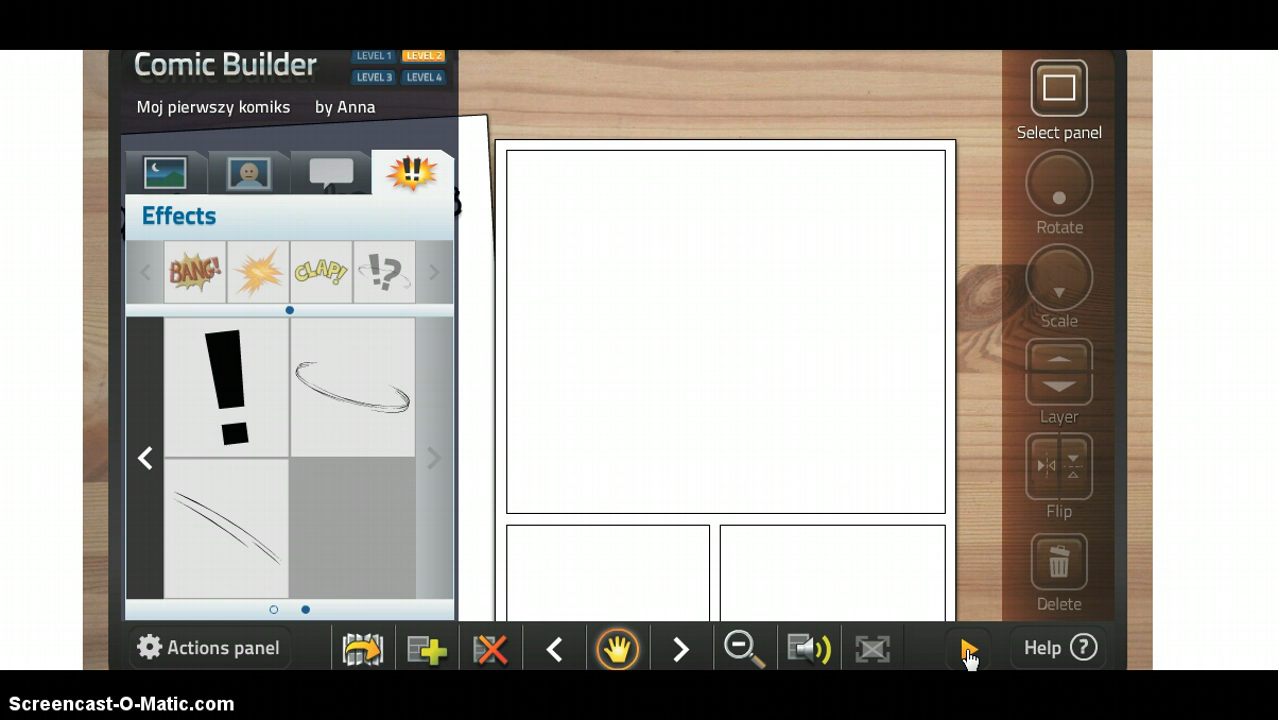 Comic Builder
LEVEL 1 LEVEL 2
LEVEL 3 LEVEL 4
Moj pierwszy komiks by Anna
Effects
BANG! CLAP! !?
!
Select panel
Rotate
Scale
Layer
Flip
Delete
Actions panel
Help ?
Screencast-O-Matic.com